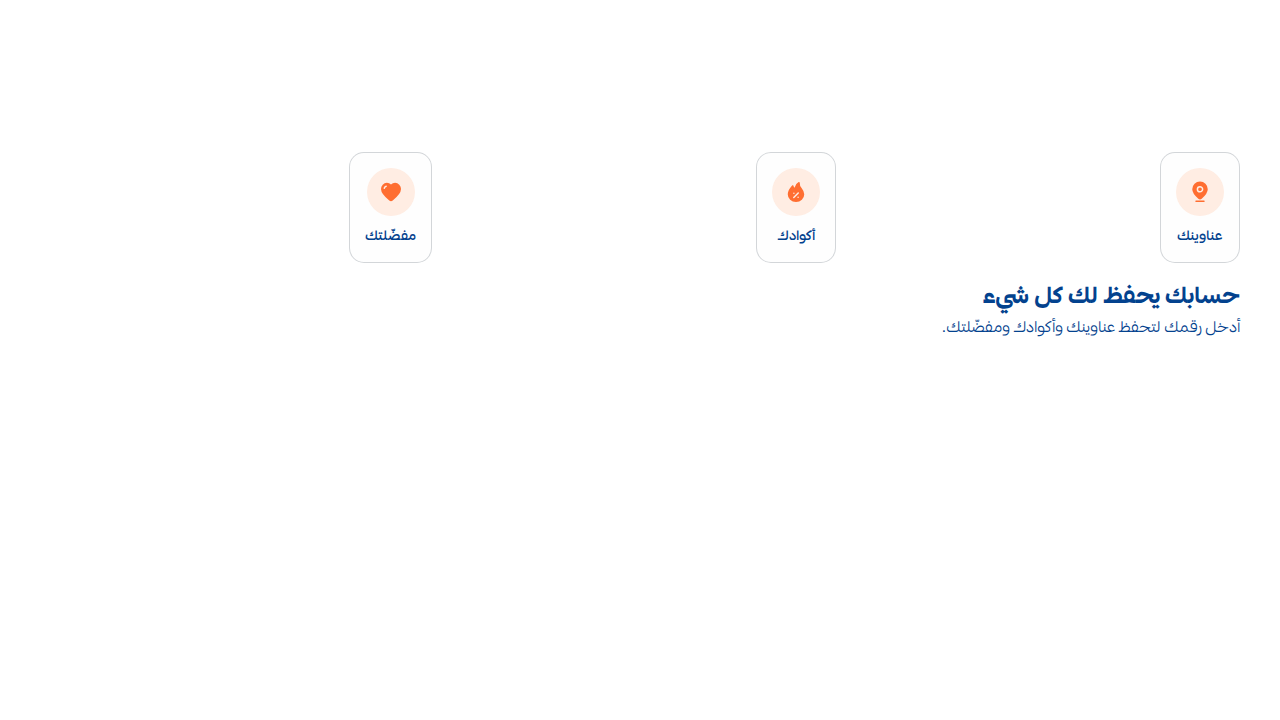 عناوينك
أكوادك
مفضّلتك
حسابك يحفظ لك كل شيء
أدخل رقمك لتحفظ عناوينك وأكوادك ومفضّلتك.